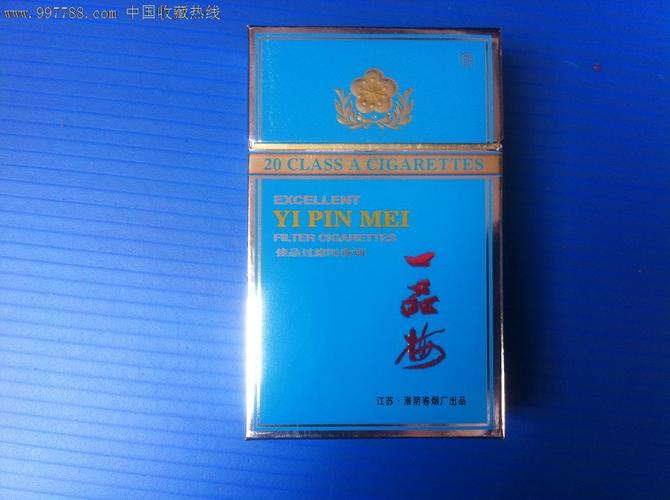 www.997788.com 中国收藏热线
20 CLASS A CIGARETTES
EXCELLENT
YI PIN MEI
FILTER CIGARETTES
佳品过滤嘴香烟
一品梅
江苏·淮阴卷烟厂出品